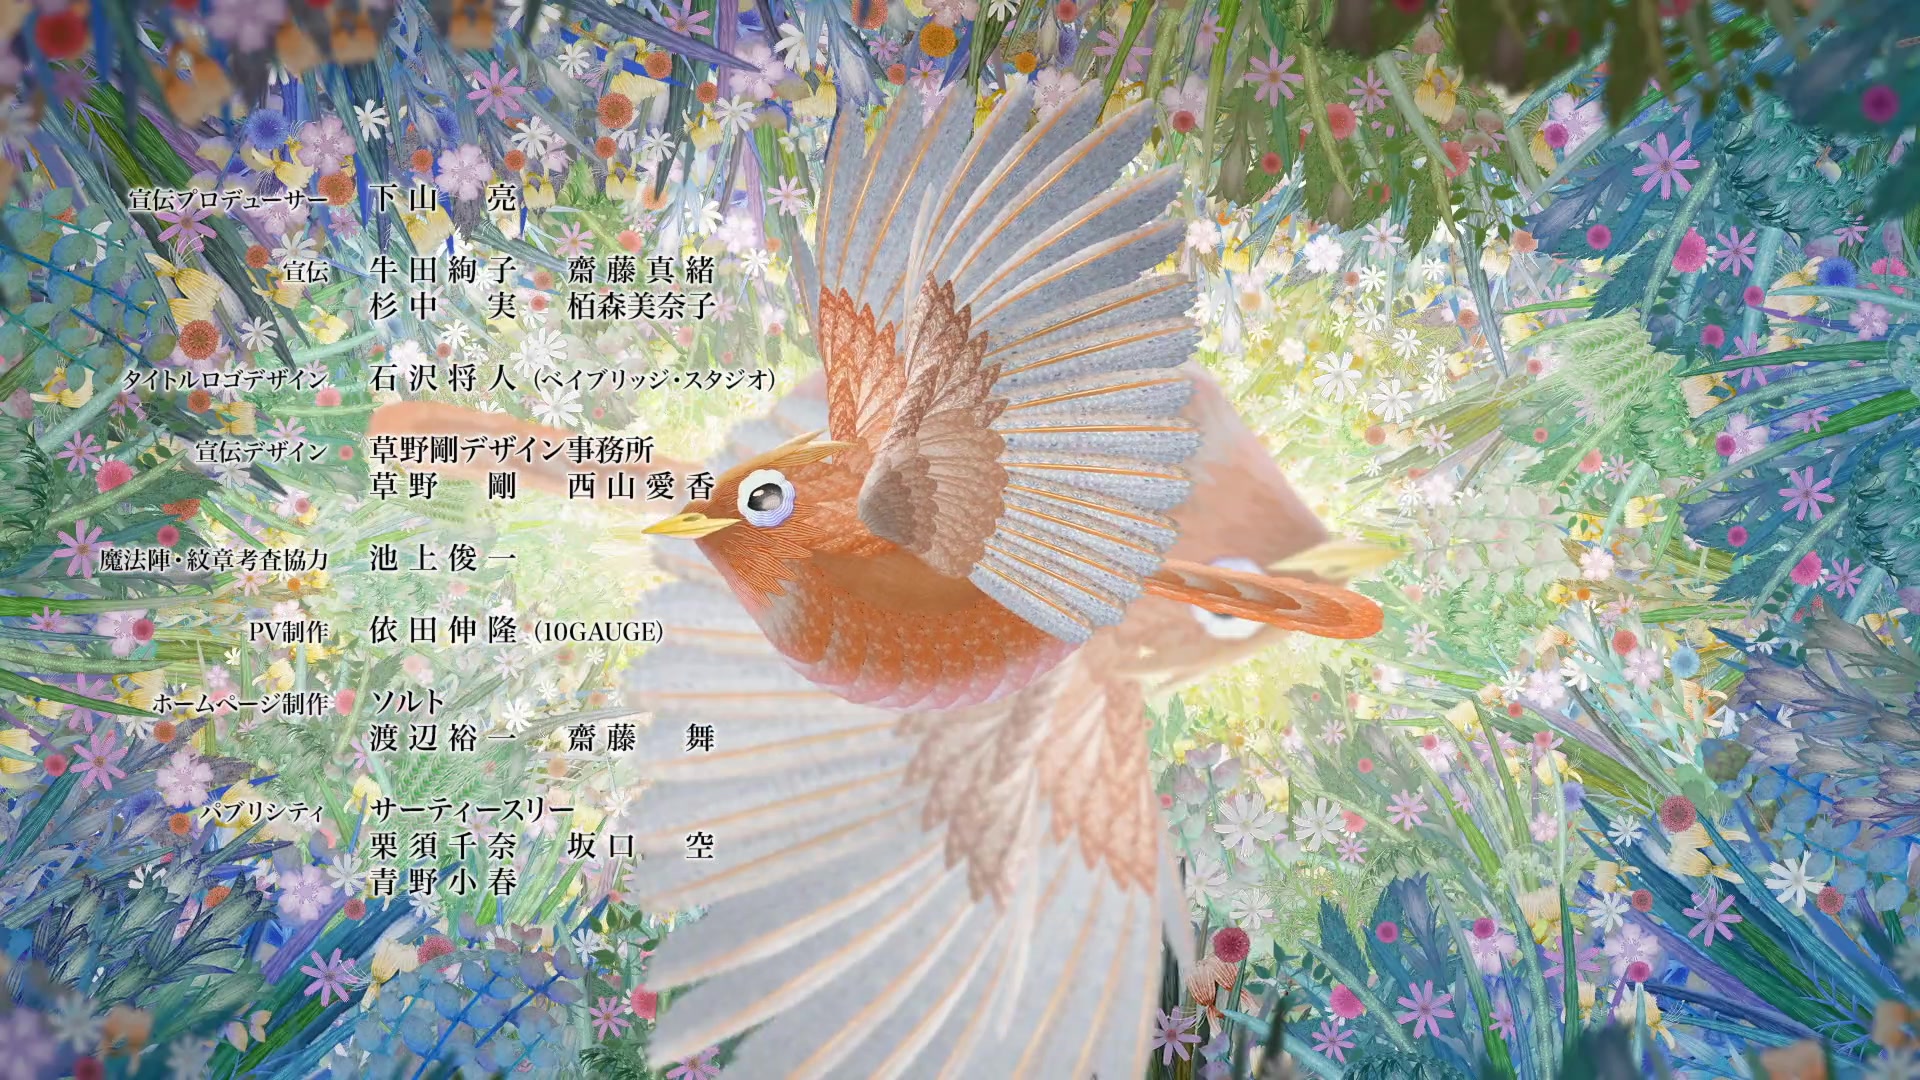 宣伝プロデューサー 下山 亮
宣伝 牛田絢子 齋藤真緒
杉中 実 栢森美奈子
タイトルロゴデザイン 石沢将人（ベイブリッジ・スタジオ）
宣伝デザイン 草野剛デザイン事務所
草野 剛 西山愛香
魔法陣・紋章考査協力 池上俊一
PV制作 依田伸隆（10GAUGE）
ホームページ制作 ソルト
渡辺裕一 齋藤 舞
パブリシティ サーティースリー
栗須千奈 坂口 空
青野小春